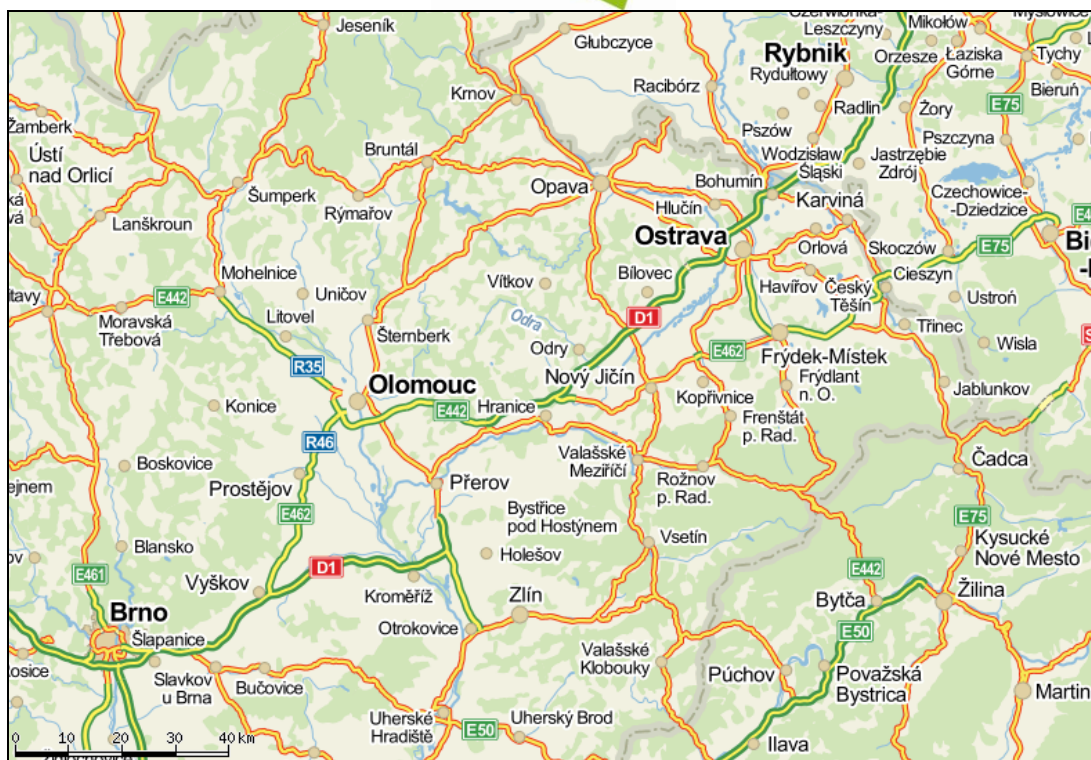 Jeseník
Głubczyce
Leszczyny
Mikołów
Orzesze
Łaziska
Górne
Tychy
Rybnik
Rydułtowy
Bieruń
Racibórz
Krnov
Radlin
Żory
E75
Žamberk
Pszów
Pszczyna
Ústí
nad Orlicí
Bruntál
Wodzisław
Śląski
Jastrzębie
Zdrój
Šumperk
Rýmařov
Opava
Bohumín
Karviná
Czechowice-
-Dziedzice
Lanškroun
Hlučín
Ostrava
Orlová
Skoczów
E75
Mohelnice
Vítkov
Bílovec
Havířov
Český
Těšín
Cieszyn
E442
Uničov
Ustroń
Moravská
Třebová
Litovel
Šternberk
Odra
D1
Třinec
Odry
E462
Frýdek-Místek
Wisla
R35
Olomouc
Nový Jičín
Frýdlant
n. O.
Jablunkov
Konice
E442
Hranice
Kopřivnice
Frenštát
p. Rad.
R46
Boskovice
Valašské
Meziříčí
Rožnov
p. Rad.
Čadca
Prostějov
Přerov
E462
Bystřice
pod Hostýnem
E75
Blansko
Holešov
Vsetín
Kysucké
Nové Mesto
E461
Vyškov
D1
Kroměříž
Zlín
E442
Bytča
Žilina
Brno
Šlapanice
Otrokovice
E50
Slavkov
u Brna
Bučovice
Valašské
Klobouky
Púchov
Považská
Bystrica
Martin
Uherské
Hradiště
E50
Uherský Brod
Ilava
0 10 20 30 40 km